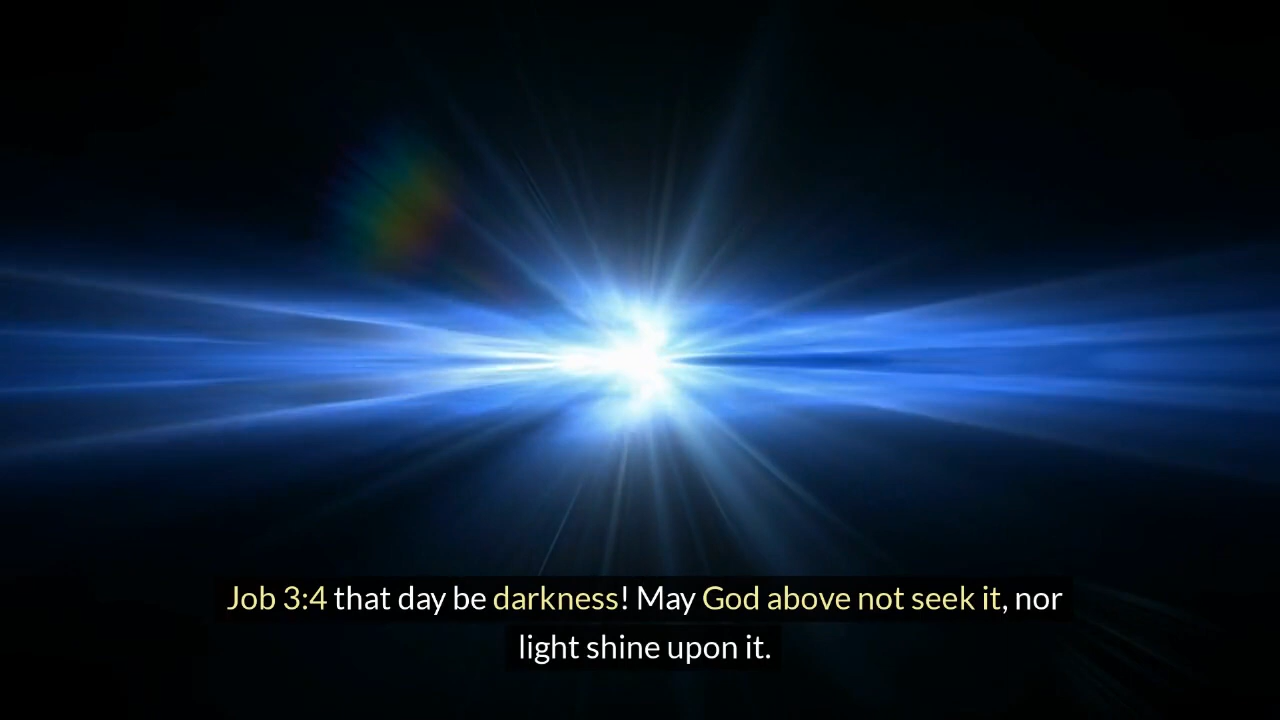 Job 3:4 that day be darkness! May God above not seek it, nor
light shine upon it.